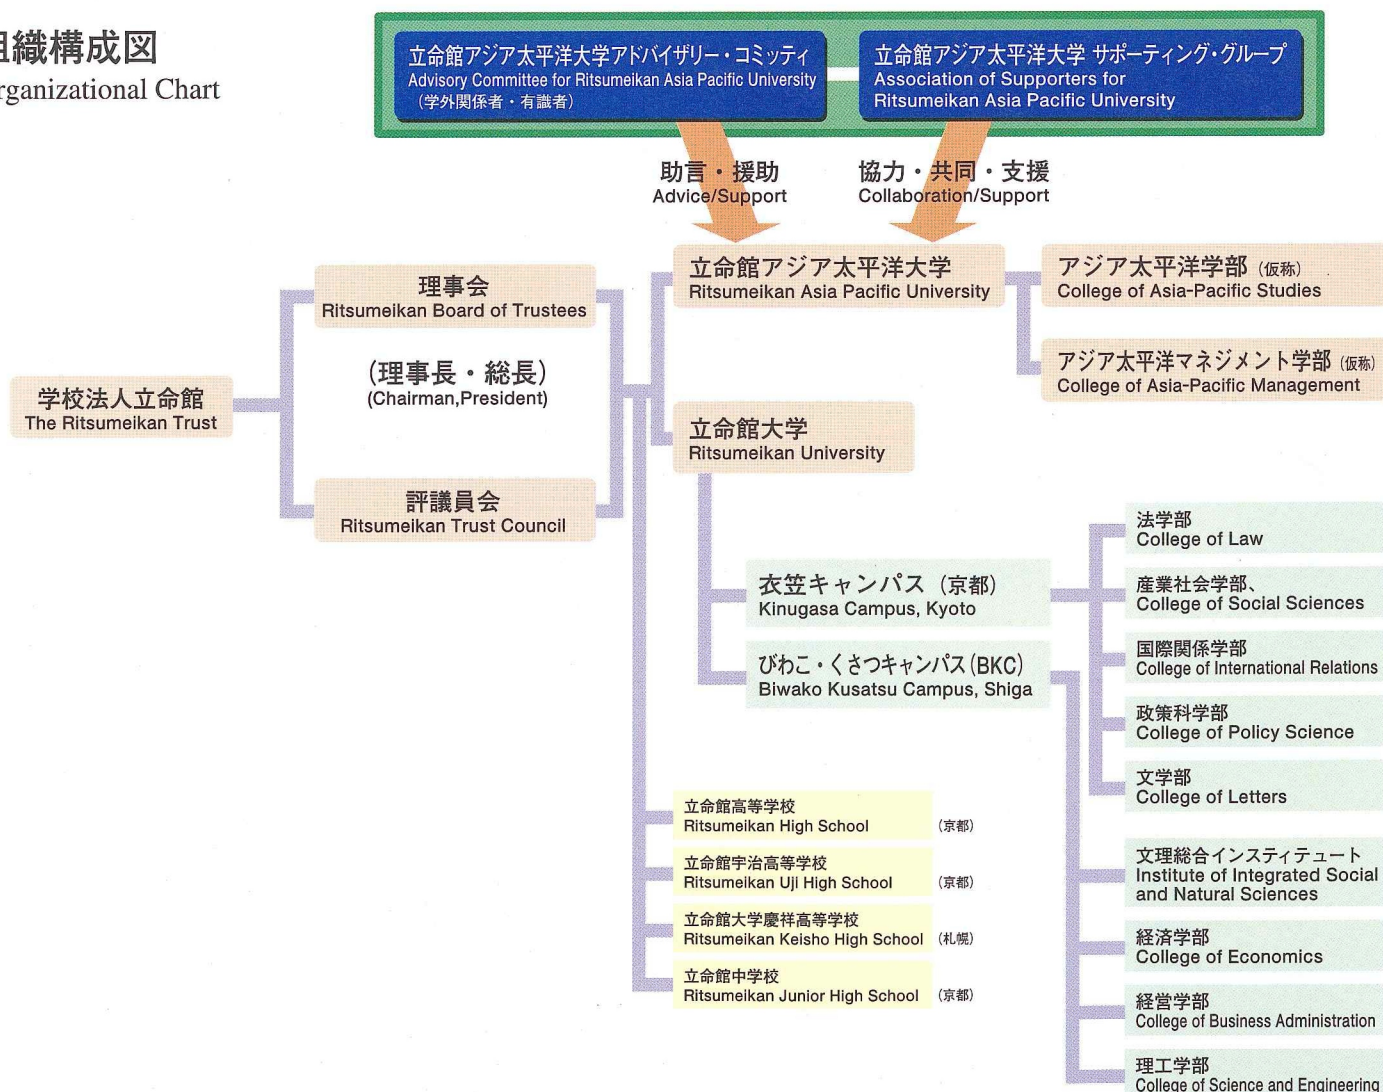 組織構成図
rganizational Chart
立命館アジア太平洋大学アドバイザリー・コミッティ
Advisory Committee for Ritsumeikan Asia Pacific University
(学外関係者・有識者)
立命館アジア太平洋大学 サポーティング・グループ
Association of Supporters for
Ritsumeikan Asia Pacific University
助言・援助
Advice/Support
協力・共同・支援
Collaboration/Support
学校法人立命館
The Ritsumeikan Trust
理事会
Ritsumeikan Board of Trustees
(理事長・総長)
(Chairman,President)
評議員会
Ritsumeikan Trust Council
立命館アジア太平洋大学
Ritsumeikan Asia Pacific University
アジア太平洋学部 (仮称)
College of Asia-Pacific Studies
アジア太平洋マネジメント学部 (仮称)
College of Asia-Pacific Management
立命館大学
Ritsumeikan University
衣笠キャンパス (京都)
Kinugasa Campus, Kyoto
びわこ・くさつキャンパス(BKC)
Biwako Kusatsu Campus, Shiga
法学部
College of Law
産業社会学部、
College of Social Sciences
国際関係学部
College of International Relations
政策科学部
College of Policy Science
文学部
College of Letters
文理総合インスティテュート
Institute of Integrated Social
and Natural Sciences
経済学部
College of Economics
経営学部
College of Business Administration
理工学部
College of Science and Engineering
立命館高等学校
Ritsumeikan High School (京都)
立命館宇治高等学校
Ritsumeikan Uji High School (京都)
立命館大学慶祥高等学校
Ritsumeikan Keisho High School (札幌)
立命館中学校
Ritsumeikan Junior High School (京都)